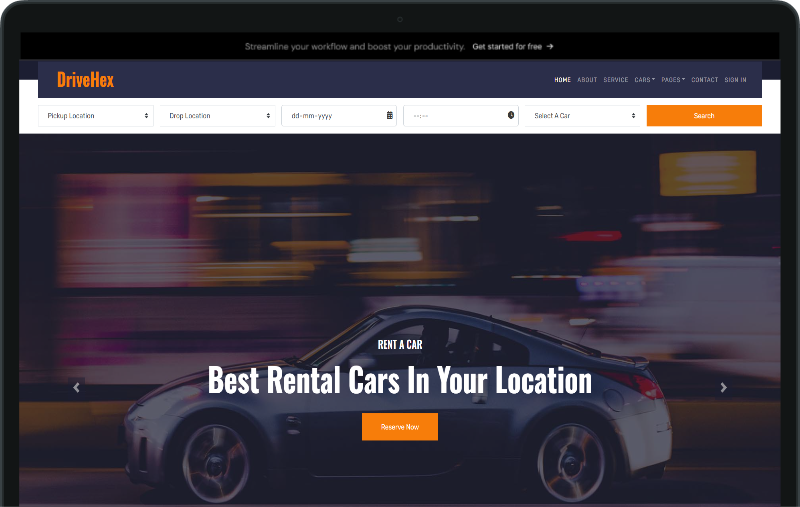 Streamline your workflow and boost your productivity. Get started for free →
DriveHex
HOME ABOUT SERVICE CARS PAGES CONTACT SIGN IN
Pickup Location Drop Location dd-mm-yyyy --:-- Select A Car Search
RENT A CAR
Best Rental Cars In Your Location
Reserve Now